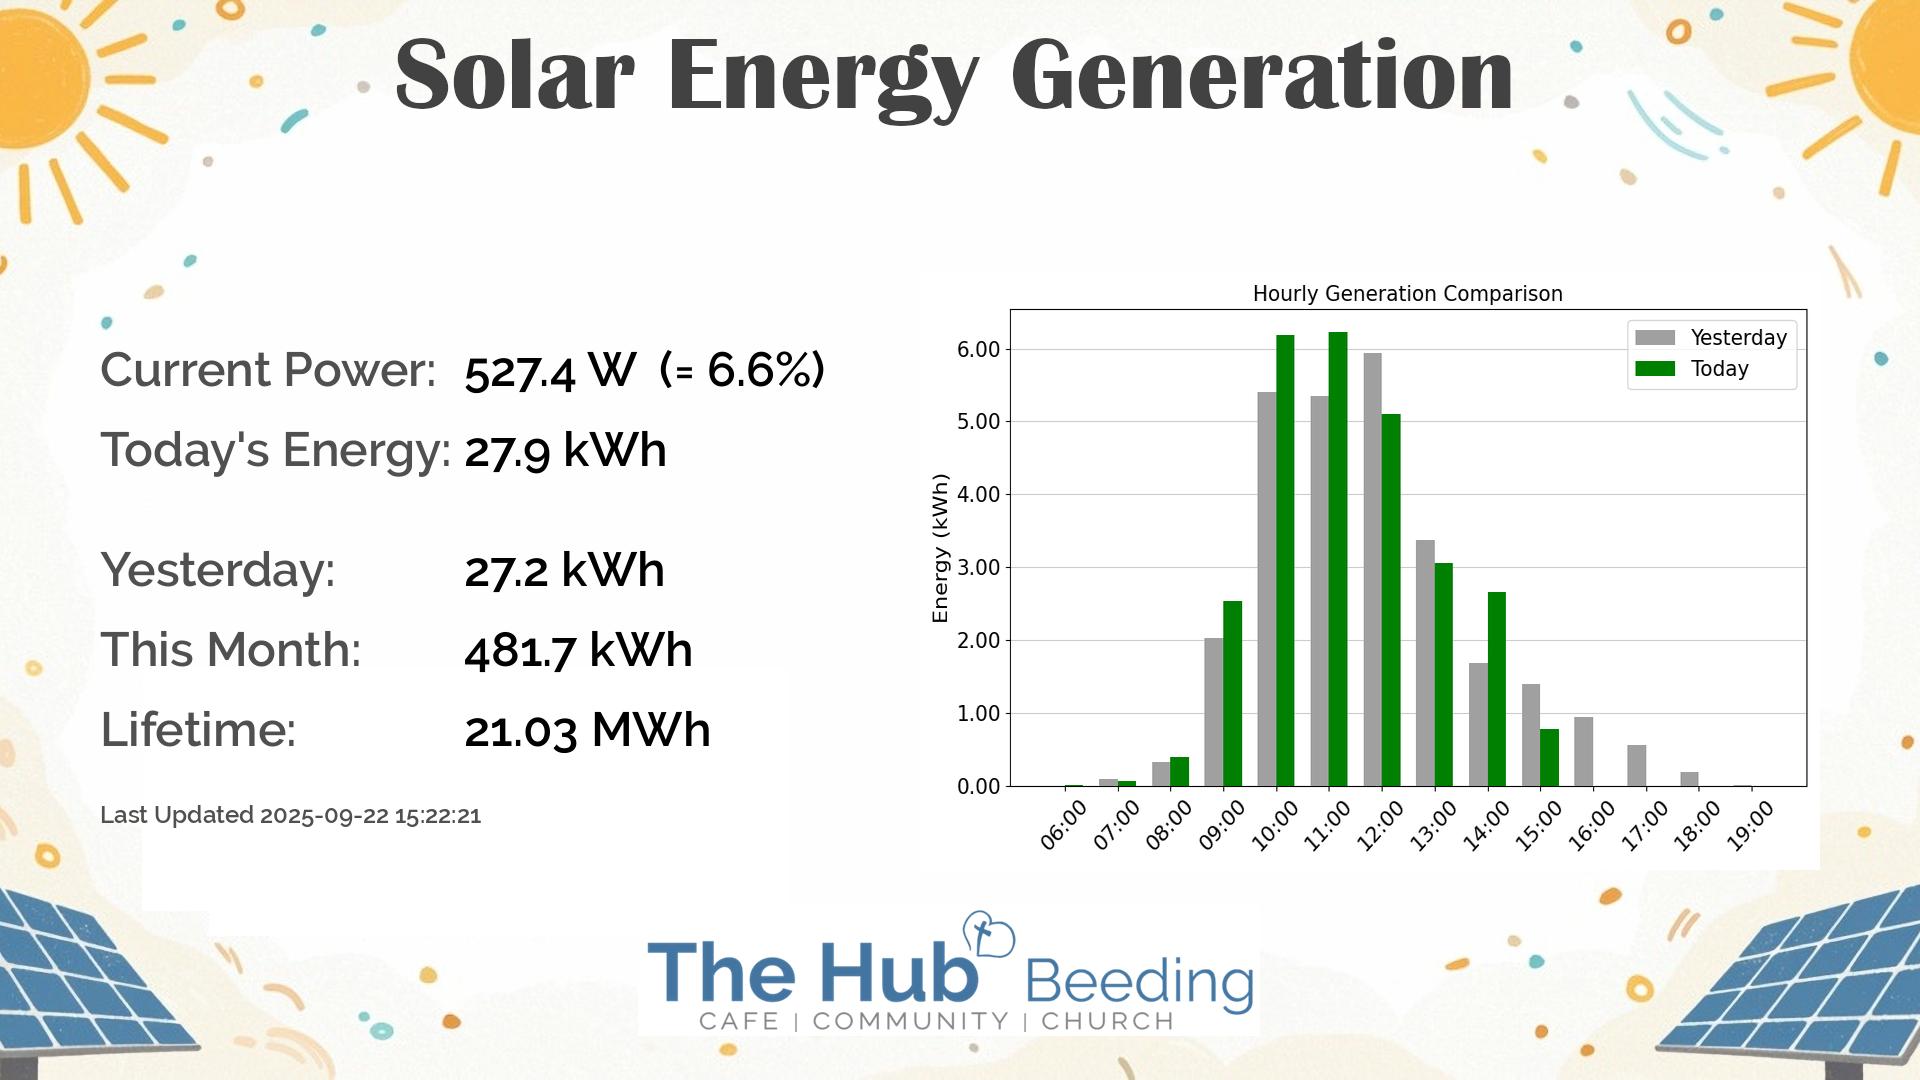 Solar Energy Generation
Current Power: 527.4 W (= 6.6%)
Today's Energy: 27.9 kWh
Yesterday: 27.2 kWh
This Month: 481.7 kWh
Lifetime: 21.03 MWh
Last Updated 2025-09-22 15:22:21
Hourly Generation Comparison
Yesterday
Today
Energy (kWh)
6.00
5.00
4.00
3.00
2.00
1.00
0.00
06:00 07:00 08:00 09:00 10:00 11:00 12:00 13:00 14:00 15:00 16:00 17:00 18:00 19:00
The Hub Beeding
CAFE | COMMUNITY | CHURCH